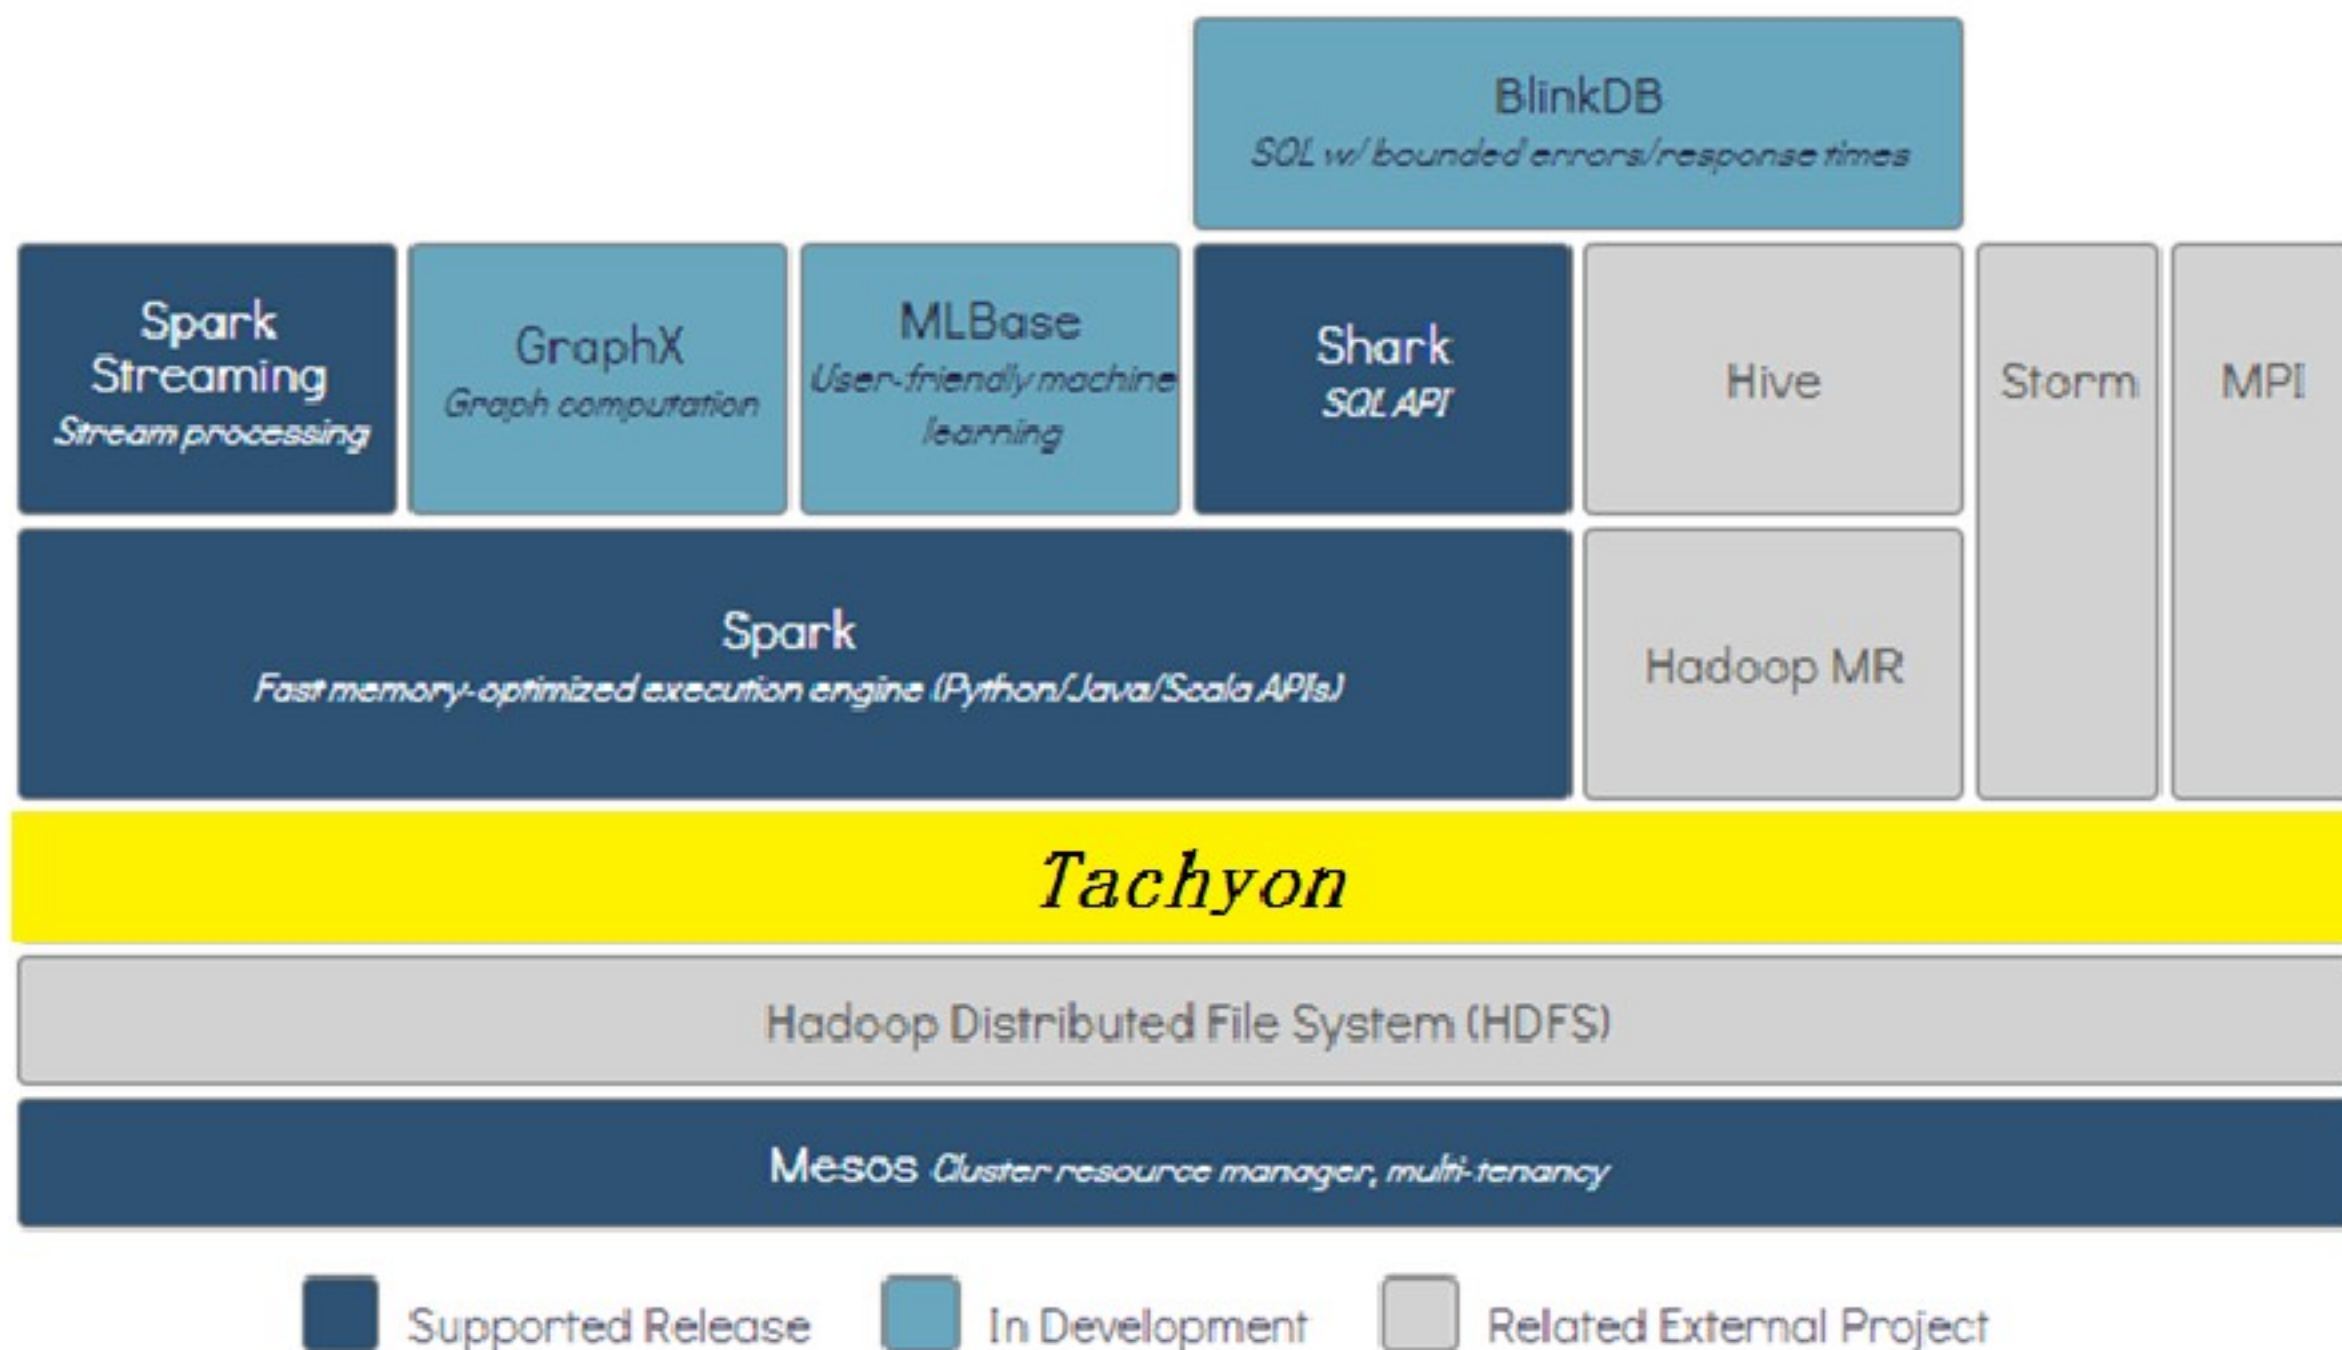 BlinkDB
SQL w/ bounded errors/response times
Spark
Streaming
Stream processing
GraphX
Graph computation
MLBase
User-friendly machine
learning
Shark
SQL API
Hive
Storm
MPI
Spark
Fast memory-optimized execution engine (Python/Java/Scala APIs)
Hadoop MR
Tachyon
Hadoop Distributed File System (HDFS)
Mesos Cluster resource manager, multi-tenancy
Supported Release
In Development
Related External Project